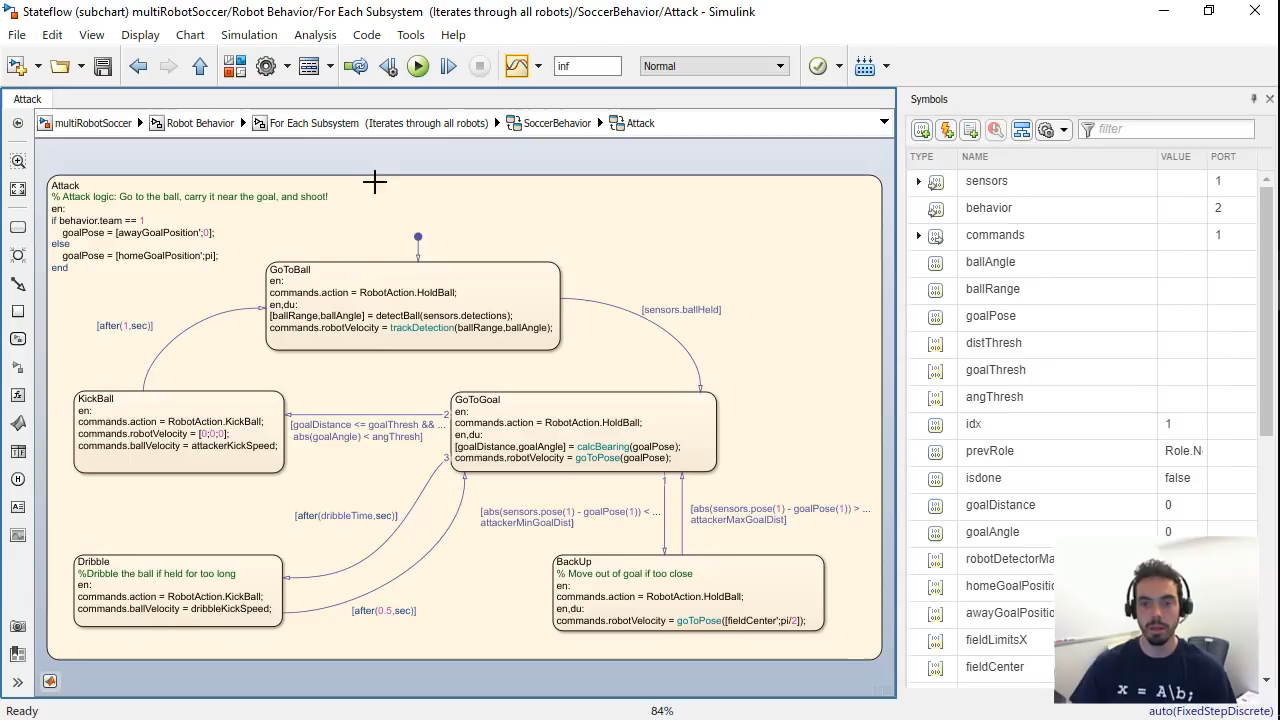 Stateflow (subchart) multiRobotSoccer/Robot Behavior/For Each Subsystem (Iterates through all robots)/SoccerBehavior/Attack - Simulink
File Edit View Display Chart Simulation Analysis Code Tools Help
inf
Normal
Attack
multiRobotSoccer
Robot Behavior
For Each Subsystem (Iterates through all robots)
SoccerBehavior
Attack
Attack
% Attack logic: Go to the ball, carry it near the goal, and shoot!
en:
if behavior.team == 1
goalPose = [awayGoalPosition';0];
else
goalPose = [homeGoalPosition';pi];
end
GoToBall
en:
commands.action = RobotAction.HoldBall;
en,du:
[ballRange,ballAngle] = detectBall(sensors.detections);
commands.robotVelocity = trackDetection(ballRange,ballAngle);
[after(1,sec)]
[sensors.ballHeld]
KickBall
en:
commands.action = RobotAction.KickBall;
commands.robotVelocity = [0;0;0];
commands.ballVelocity = attackerKickSpeed;
2
[goalDistance <= goalThresh && ...
abs(goalAngle) < angThresh]
3
GoToGoal
en:
commands.action = RobotAction.HoldBall;
en,du:
[goalDistance,goalAngle] = calcBearing(goalPose);
commands.robotVelocity = goToPose(goalPose);
1
[after(dribbleTime,sec)]
[abs(sensors.pose(1) - goalPose(1)) < ...
attackerMinGoalDist]
[abs(sensors.pose(1) - goalPose(1)) > ...
attackerMaxGoalDist]
Dribble
%Dribble the ball if held for too long
en:
commands.action = RobotAction.KickBall;
commands.ballVelocity = dribbleKickSpeed;
[after(0.5,sec)]
BackUp
% Move out of goal if too close
en:
commands.action = RobotAction.HoldBall;
en,du:
commands.robotVelocity = goToPose([fieldCenter';pi/2]);
Symbols
filter
TYPE NAME VALUE PORT
sensors 1
behavior 2
commands 1
ballAngle
ballRange
goalPose
distThresh
goalThresh
angThresh
idx 1
prevRole Role.N
isdone false
goalDistance 0
goalAngle 0
robotDetectorMa
homeGoalPositio
awayGoalPositio
fieldLimitsX
fieldCenter
x = A\b;
Ready
84%
auto(FixedStepDiscrete)